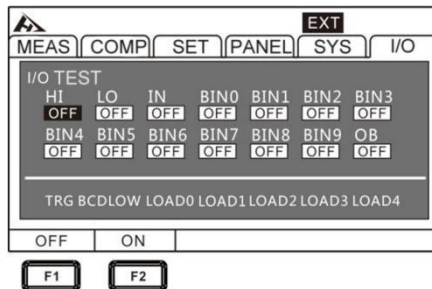 EXT
MEAS COMP SET PANEL SYS I/O
I/O TEST
HI LO IN BIN0 BIN1 BIN2 BIN3
OFF OFF OFF OFF OFF OFF OFF
BIN4 BIN5 BIN6 BIN7 BIN8 BIN9 OB
OFF OFF OFF OFF OFF OFF OFF
TRG BCDLOW LOAD0 LOAD1 LOAD2 LOAD3 LOAD4
OFF ON
F1 F2